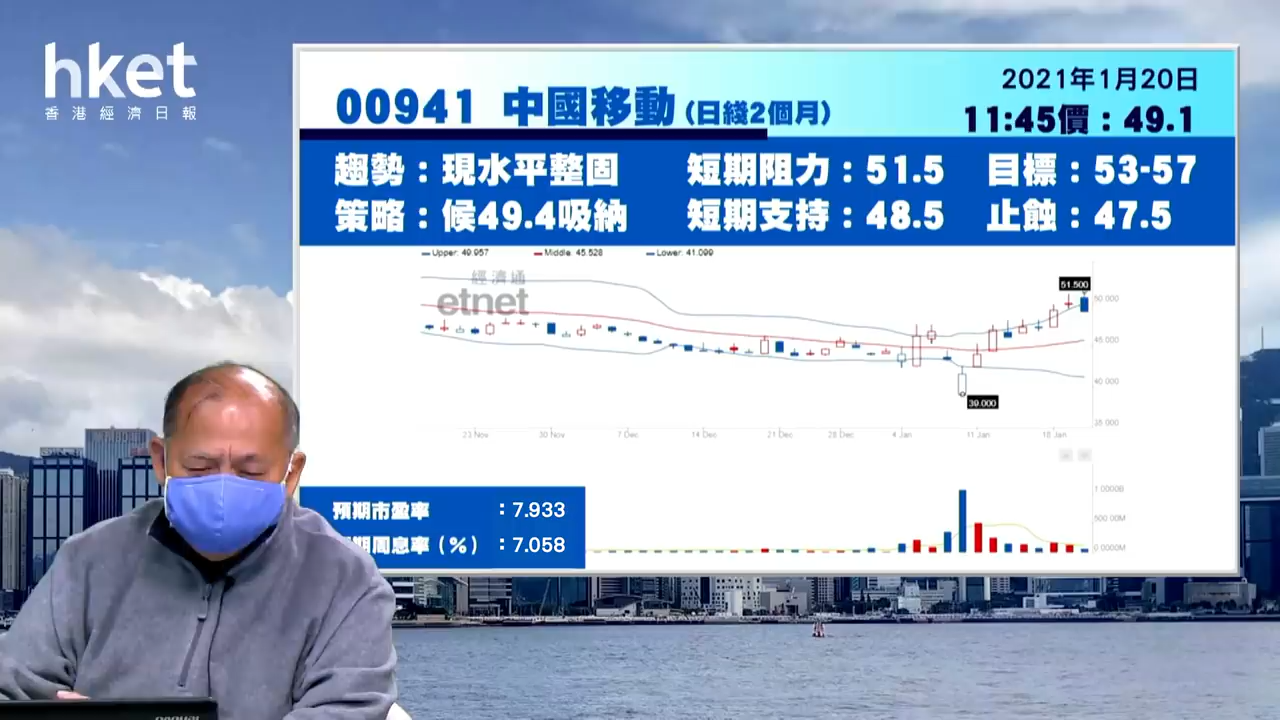 hket
香港經濟日報
00941 中國移動 (日綫2個月)
2021年1月20日
11:45價：49.1
趨勢：現水平整固
短期阻力：51.5
目標：53-57
策略：候49.4吸納
短期支持：48.5
止蝕：47.5
Upper: 49.957
Middle: 45.528
Lower: 41.099
經濟通
etnet
51.500
39.000
50.000
45.000
40.000
35.000
23 Nov
30 Nov
7 Dec
14 Dec
21 Dec
28 Dec
4 Jan
11 Jan
18 Jan
1.0000B
500.00M
0.0000M
預期市盈率 ：7.933
期周息率（%）：7.058